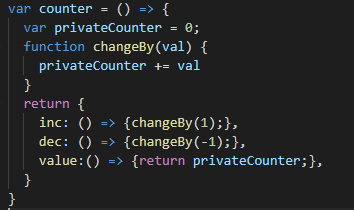 var counter = () => {
  var privateCounter = 0;
  function changeBy(val) {
    privateCounter += val
  }
  return {
    inc: () => {changeBy(1);},
    dec: () => {changeBy(-1);},
    value:() => {return privateCounter;},
  }
}